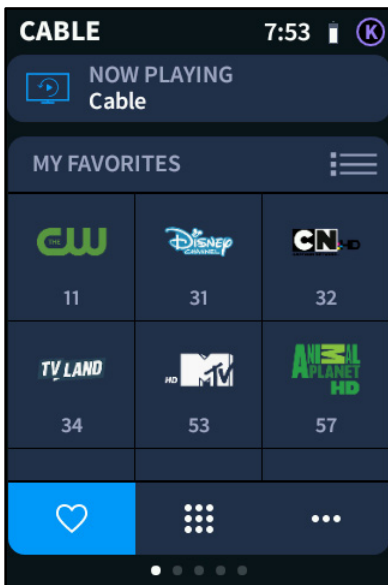 CABLE 7:53 K
NOW PLAYING
Cable
MY FAVORITES
THE CW
DISNEY CHANNEL
CN HD
11 31 32
TV LAND
HD MTV
ANIMAL PLANET HD
34 53 57